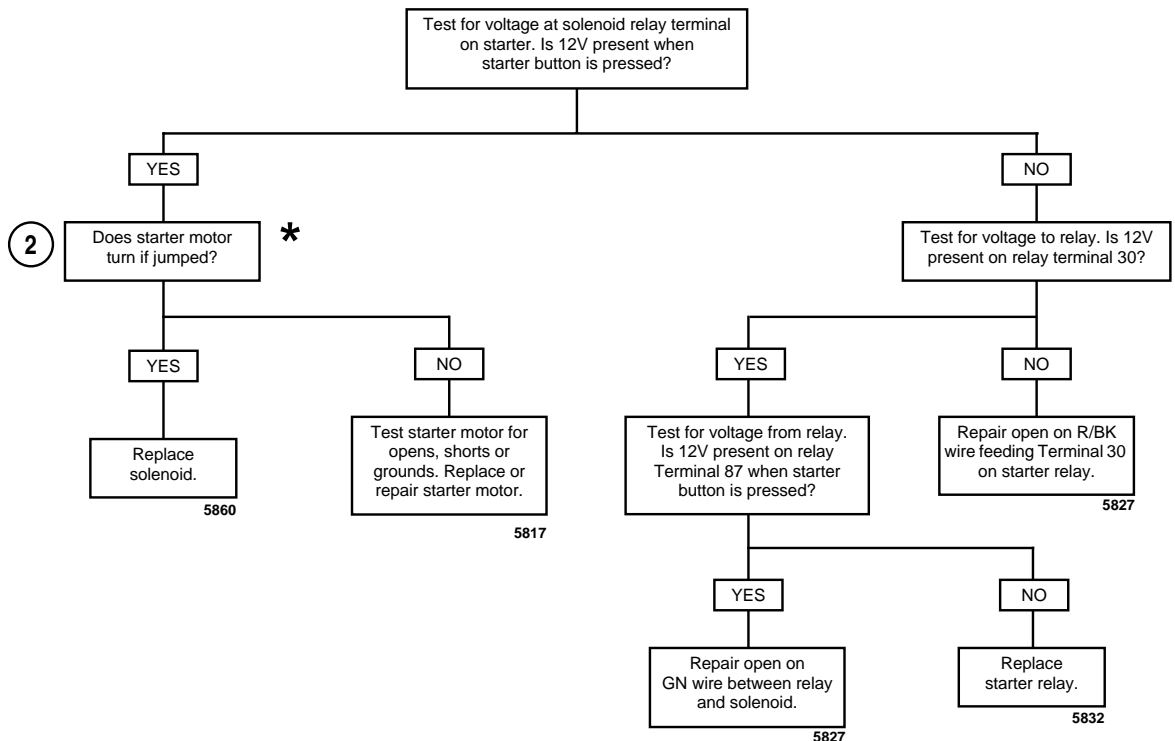 Test for voltage at solenoid relay terminal
on starter. Is 12V present when
starter button is pressed?
YES
NO
2
Does starter motor
turn if jumped?
*
Test for voltage to relay. Is 12V
present on relay terminal 30?
YES
NO
YES
NO
Replace
solenoid.
5860
Test starter motor for
opens, shorts or
grounds. Replace or
repair starter motor.
5817
Test for voltage from relay.
Is 12V present on relay
Terminal 87 when starter
button is pressed?
Repair open on R/BK
wire feeding Terminal 30
on starter relay.
5827
YES
NO
Repair open on
GN wire between relay
and solenoid.
5827
Replace
starter relay.
5832